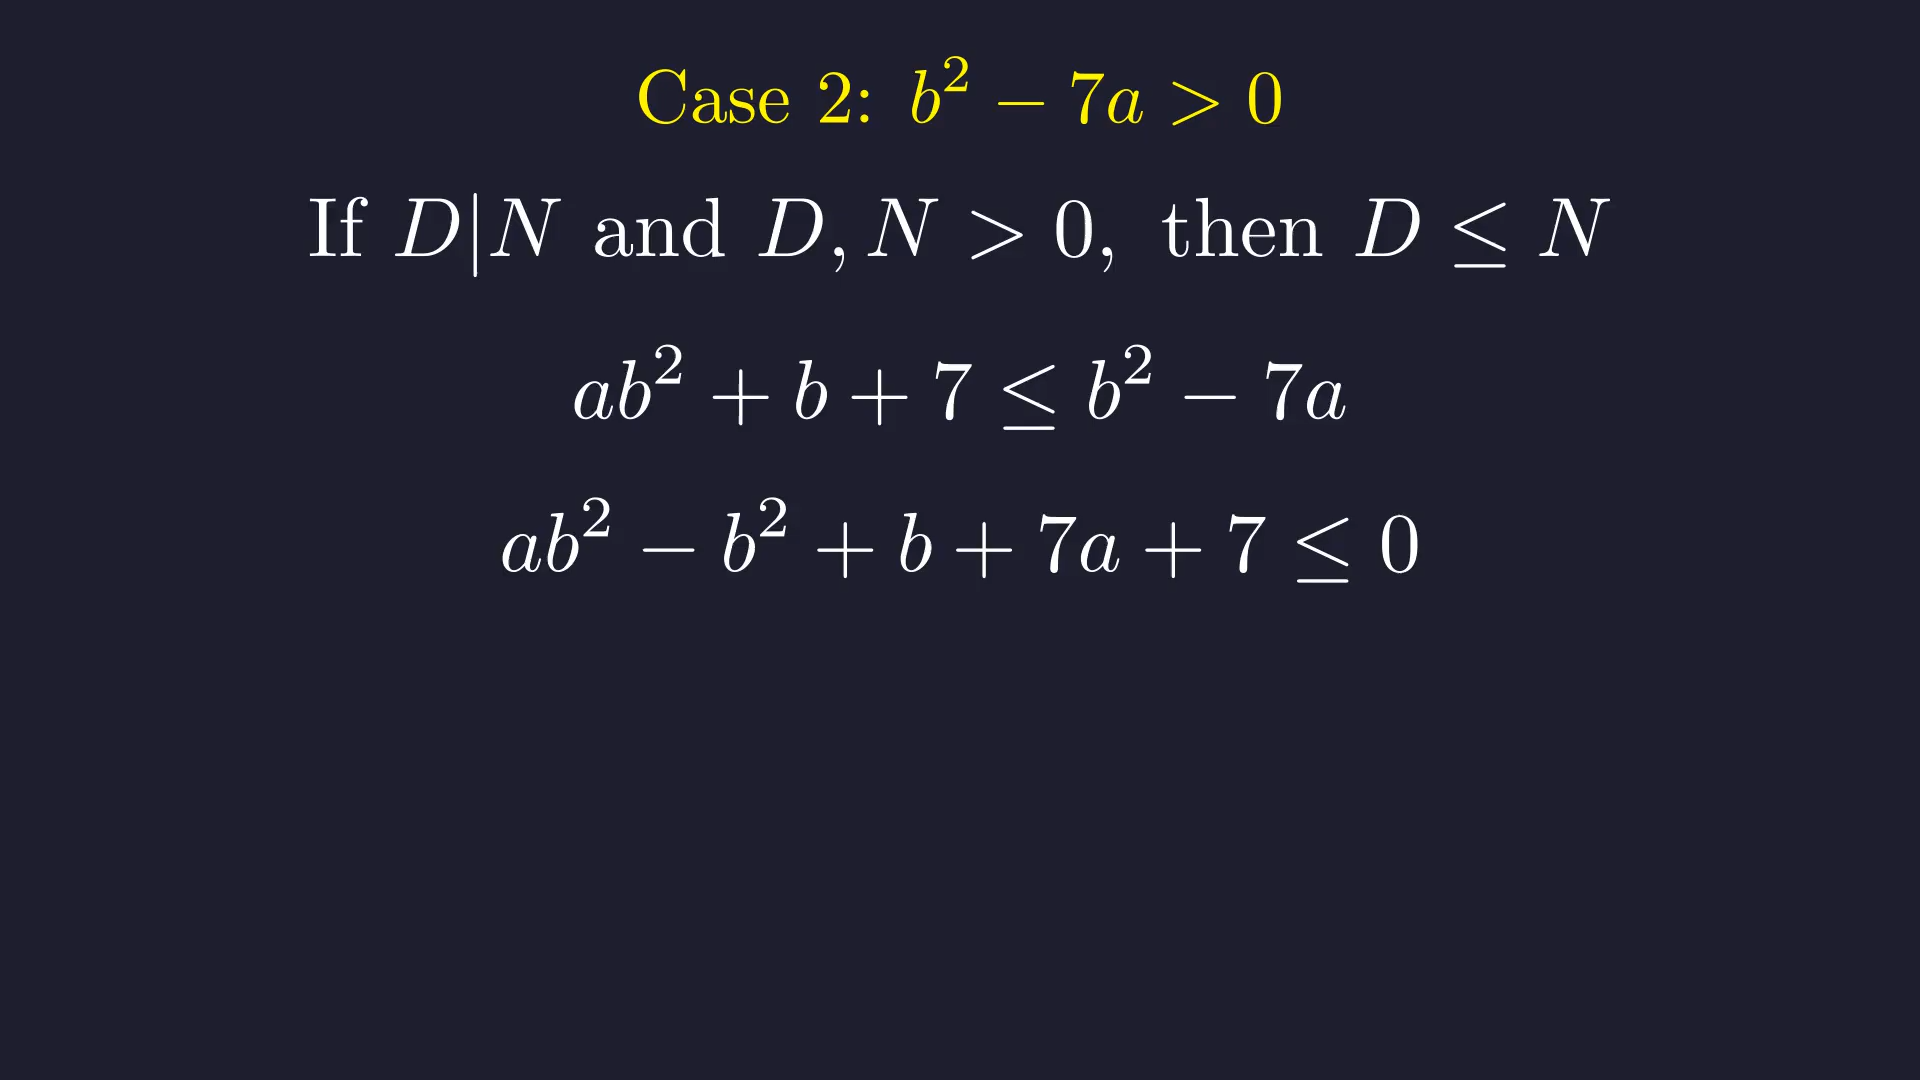 Case 2: b² − 7a > 0
If D|N and D, N > 0, then D ≤ N
ab² + b + 7 ≤ b² − 7a
ab² − b² + b + 7a + 7 ≤ 0